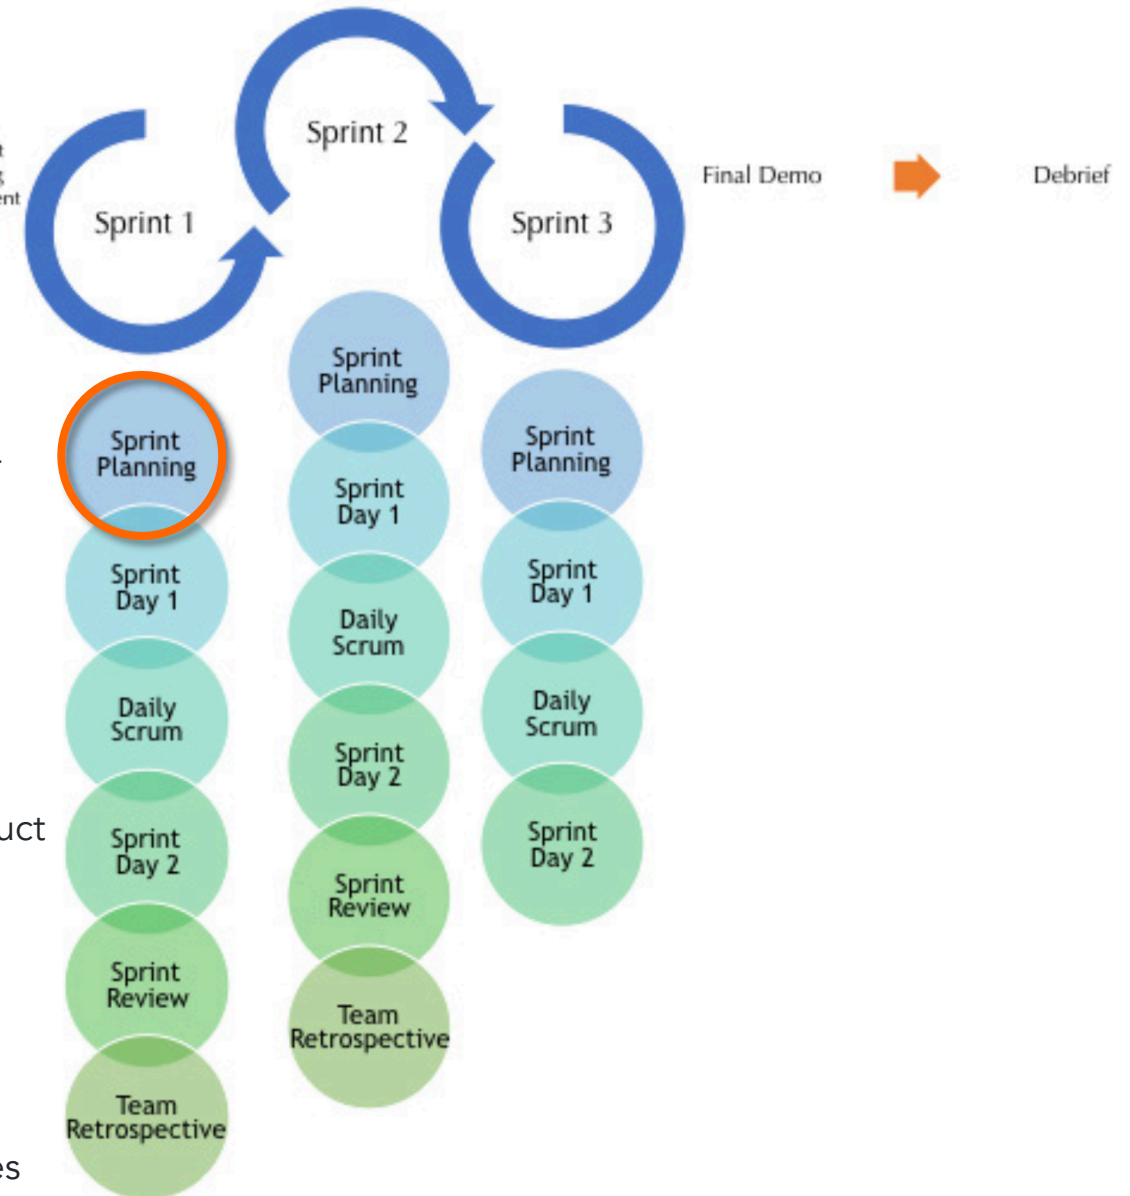 Sprint 1
Sprint 2
Sprint 3
Final Demo
Debrief
Sprint
Planning
Sprint
Day 1
Daily
Scrum
Sprint
Day 2
Sprint
Review
Team
Retrospective
Sprint
Planning
Sprint
Day 1
Daily
Scrum
Sprint
Day 2
Sprint
Review
Team
Retrospective
Sprint
Planning
Sprint
Day 1
Daily
Scrum
Sprint
Day 2